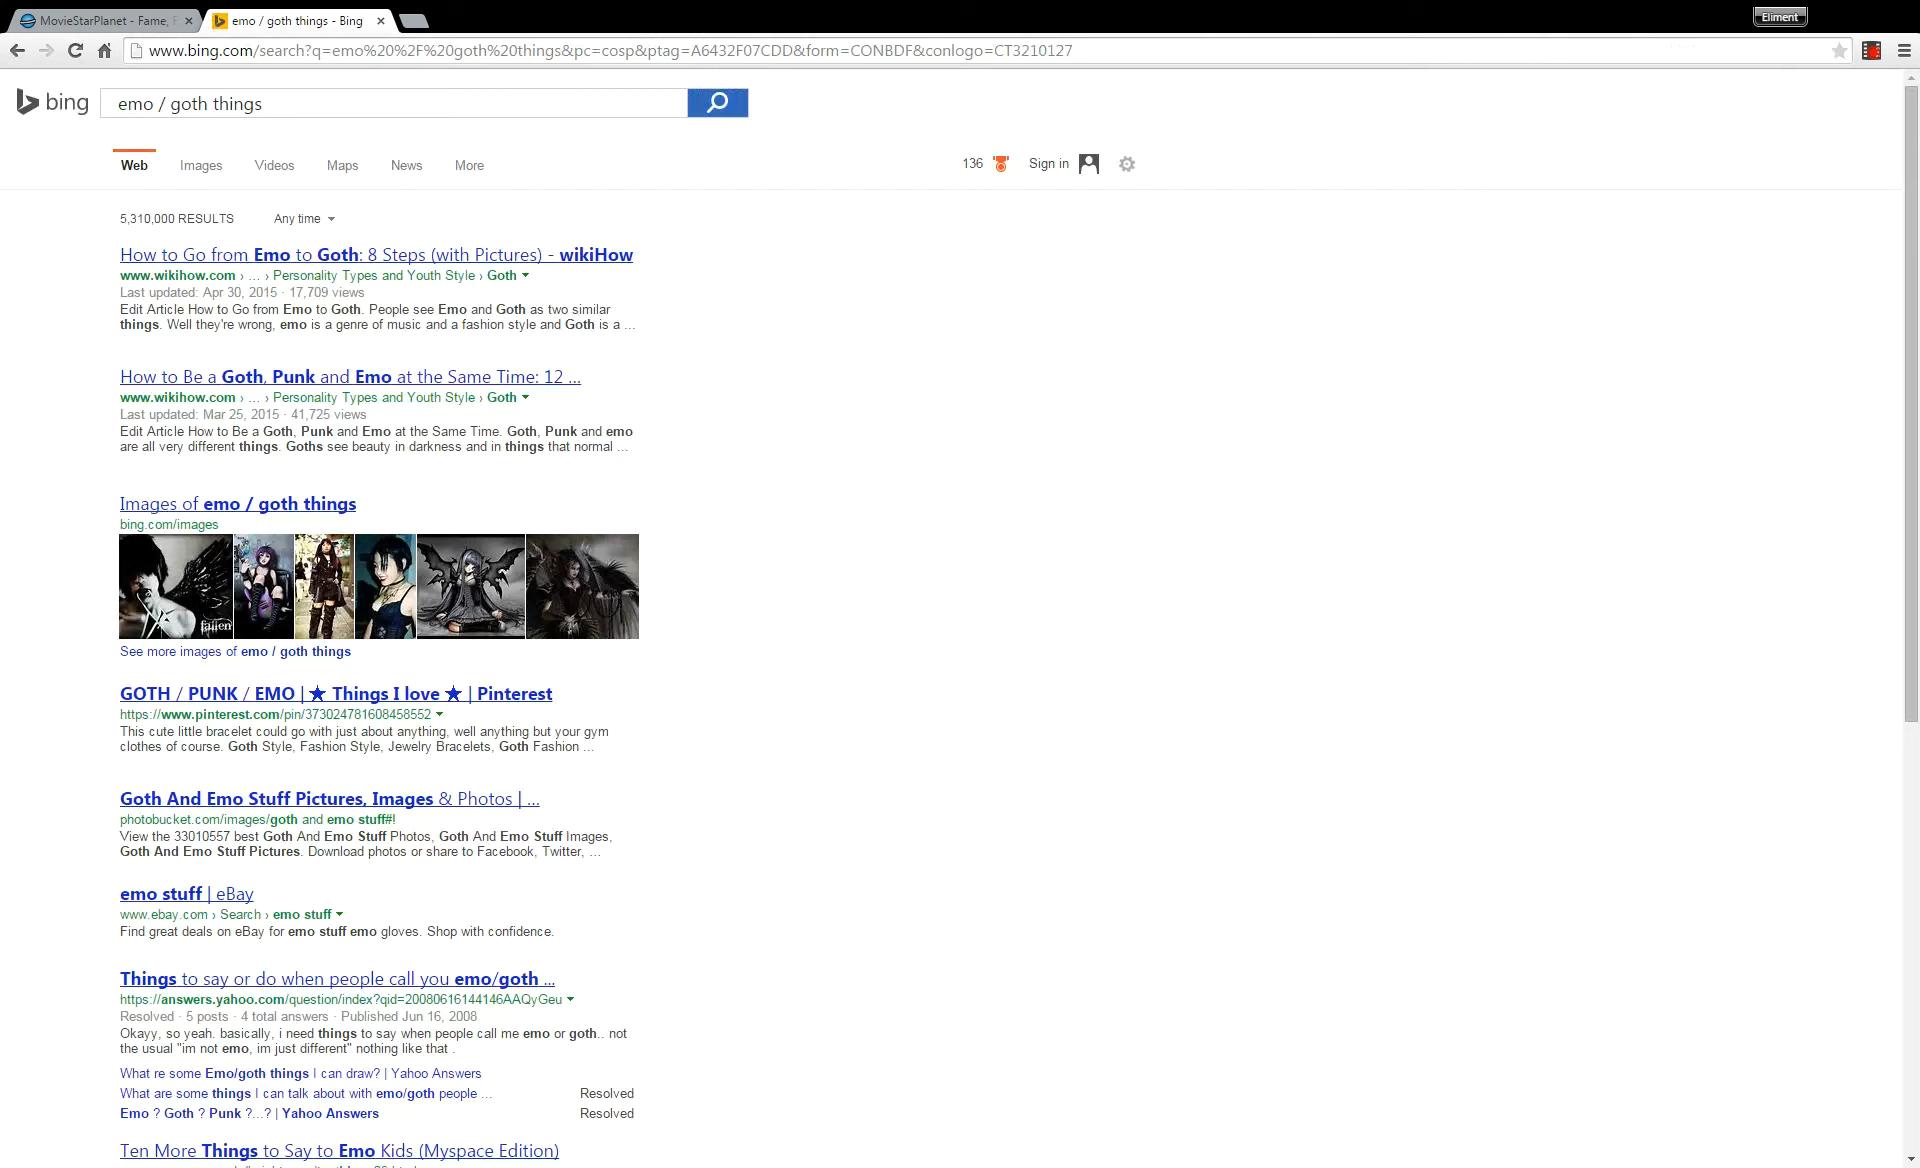 MovieStarPlanet - Fame, F
emo / goth things - Bing
Eliment
www.bing.com/search?q=emo%20%2F%20goth%20things&pc=cosp&ptag=A6432F07CDD&form=CONBDF&conlogo=CT3210127
bing
emo / goth things
Web Images Videos Maps News More
136 Sign in
5,310,000 RESULTS Any time
How to Go from Emo to Goth: 8 Steps (with Pictures) - wikiHow
www.wikihow.com › ... › Personality Types and Youth Style › Goth
Last updated: Apr 30, 2015 · 17,709 views
Edit Article How to Go from Emo to Goth. People see Emo and Goth as two similar
things. Well they're wrong, emo is a genre of music and a fashion style and Goth is a ...
How to Be a Goth, Punk and Emo at the Same Time: 12 ...
www.wikihow.com › ... › Personality Types and Youth Style › Goth
Last updated: Mar 25, 2015 · 41,725 views
Edit Article How to Be a Goth, Punk and Emo at the Same Time. Goth, Punk and emo
are all very different things. Goths see beauty in darkness and in things that normal ...
Images of emo / goth things
bing.com/images
fallen
See more images of emo / goth things
GOTH / PUNK / EMO | ★ Things I love ★ | Pinterest
https://www.pinterest.com/pin/373024781608458552
This cute little bracelet could go with just about anything, well anything but your gym
clothes of course. Goth Style, Fashion Style, Jewelry Bracelets, Goth Fashion ...
Goth And Emo Stuff Pictures, Images & Photos | ...
photobucket.com/images/goth and emo stuff#!
View the 33010557 best Goth And Emo Stuff Photos, Goth And Emo Stuff Images,
Goth And Emo Stuff Pictures. Download photos or share to Facebook, Twitter, ...
emo stuff | eBay
www.ebay.com › Search › emo stuff
Find great deals on eBay for emo stuff emo gloves. Shop with confidence.
Things to say or do when people call you emo/goth ...
https://answers.yahoo.com/question/index?qid=20080616144146AAQyGeu
Resolved · 5 posts · 4 total answers · Published Jun 16, 2008
Okayy, so yeah. basically, i need things to say when people call me emo or goth.. not
the usual "im not emo, im just different" nothing like that .
What re some Emo/goth things I can draw? | Yahoo Answers
What are some things I can talk about with emo/goth people ... Resolved
Emo ? Goth ? Punk ?...? | Yahoo Answers Resolved
Ten More Things to Say to Emo Kids (Myspace Edition)